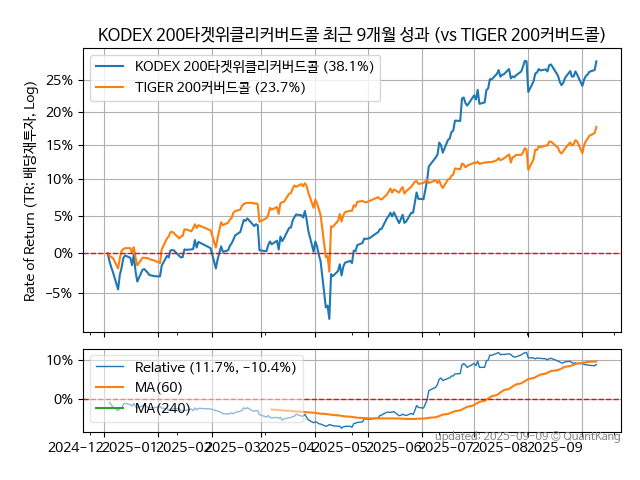 KODEX 200타겟위클리커버드콜 최근 9개월 성과 (vs TIGER 200커버드콜)
Rate of Return (TR: 배당재투자, Log)
KODEX 200타겟위클리커버드콜 (38.1%)
TIGER 200커버드콜 (23.7%)
25%
20%
15%
10%
5%
0%
−5%
Relative (11.7%, −10.4%)
MA(60)
MA(240)
10%
0%
updated: 2025-09-09 © QuantKang
2024-12
2025-01
2025-02
2025-03
2025-04
2025-05
2025-06
2025-07
2025-08
2025-09